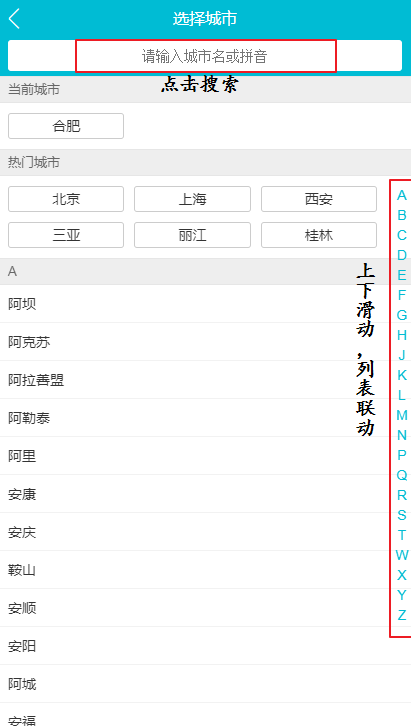 选择城市
请输入城市名或拼音
点击搜索
当前城市
合肥
热门城市
北京 上海 西安
三亚 丽江 桂林
A
阿坝
阿克苏
阿拉善盟
阿勒泰
阿里
安康
安庆
鞍山
安顺
安阳
阿城
安福
上下滑动,列表联动
A
B
C
D
E
F
G
H
J
K
L
M
N
P
Q
R
S
T
W
X
Y
Z